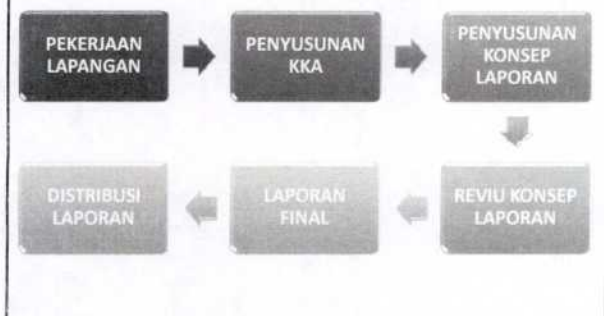 PEKERJAAN
LAPANGAN
PENYUSUNAN
KKA
PENYUSUNAN
KONSEP
LAPORAN
REVIU KONSEP
LAPORAN
LAPORAN
FINAL
DISTRIBUSI
LAPORAN